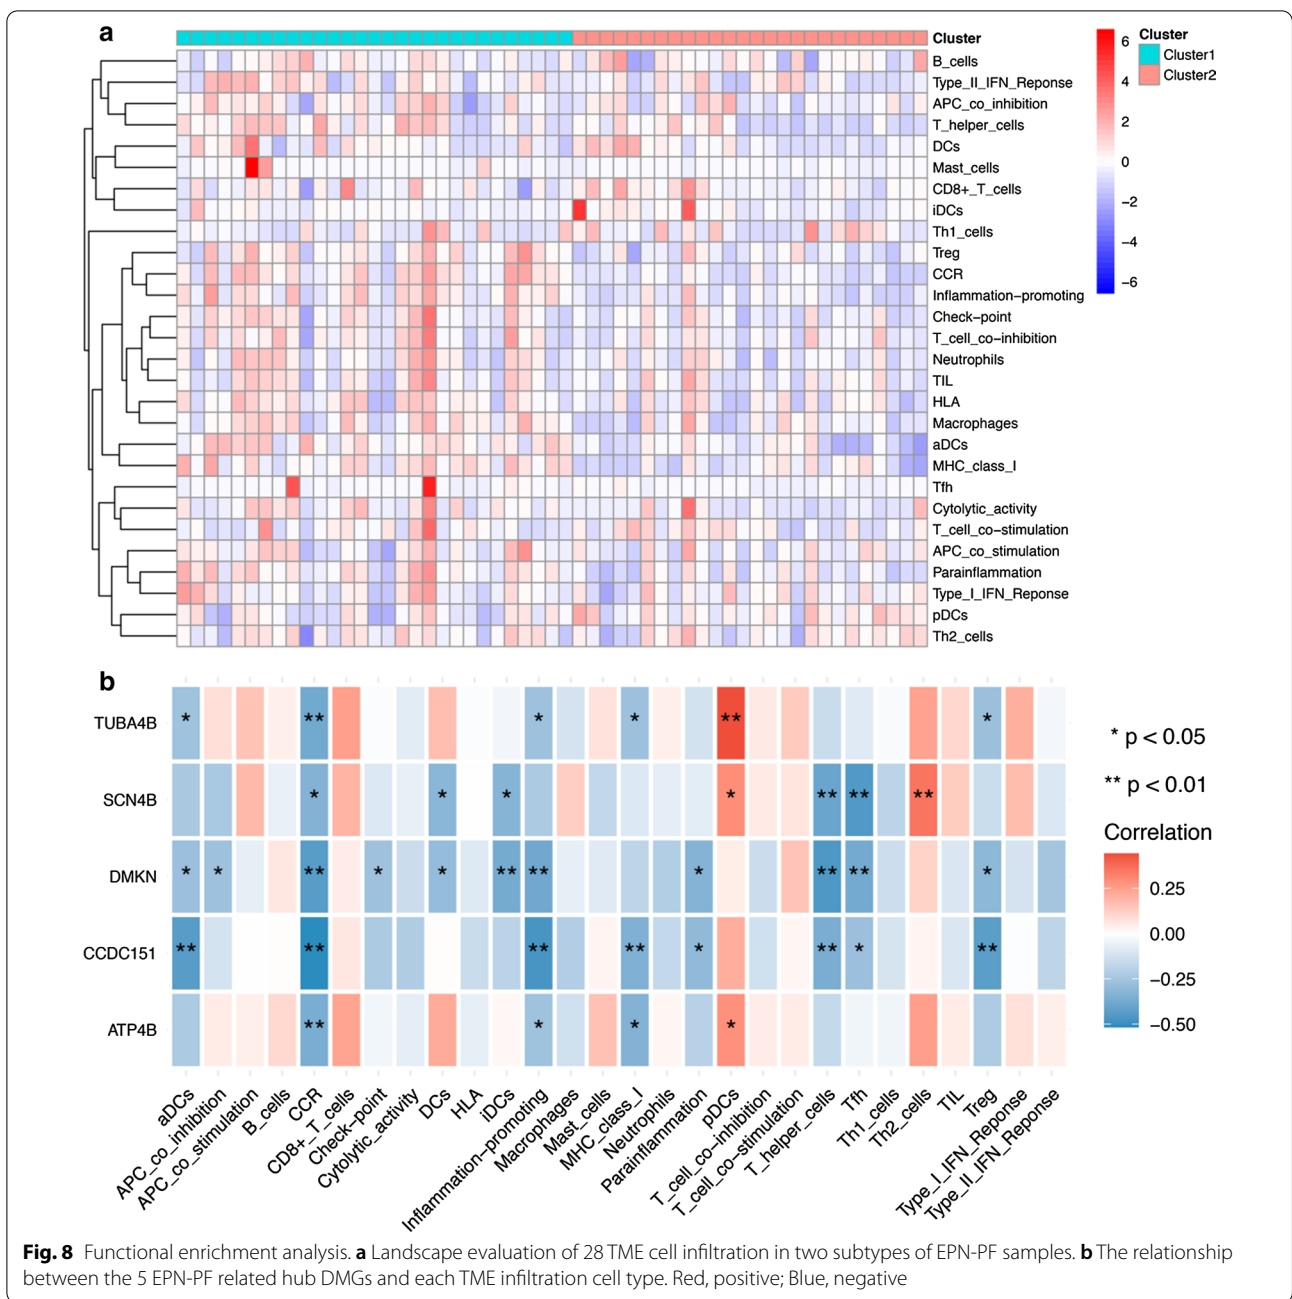 a
Cluster
B_cells
Type_II_IFN_Reponse
APC_co_inhibition
T_helper_cells
DCs
Mast_cells
CD8+_T_cells
iDCs
Th1_cells
Treg
CCR
Inflammation−promoting
Check−point
T_cell_co−inhibition
Neutrophils
TIL
HLA
Macrophages
aDCs
MHC_class_I
Tfh
Cytolytic_activity
T_cell_co−stimulation
APC_co_stimulation
Parainflammation
Type_I_IFN_Reponse
pDCs
Th2_cells
6
4
2
0
−2
−4
−6
Cluster
Cluster1
Cluster2
b
TUBA4B * ** * * ** *
SCN4B * * * * ** ** **
DMKN * * ** * * ** ** * ** ** *
CCDC151 ** ** ** ** * ** * **
ATP4B ** * * *
aDCs
APC_co_inhibition
APC_co_stimulation
B_cells
CCR
CD8+_T_cells
Check−point
Cytolytic_activity
DCs
HLA
iDCs
Inflammation−promoting
Macrophages
Mast_cells
MHC_class_I
Neutrophils
Parainflammation
pDCs
T_cell_co−inhibition
T_cell_co−stimulation
T_helper_cells
Tfh
Th1_cells
Th2_cells
TIL
Treg
Type_I_IFN_Reponse
Type_II_IFN_Reponse
* p < 0.05
** p < 0.01
Correlation
0.25
0.00
−0.25
−0.50
Fig. 8 Functional enrichment analysis. a Landscape evaluation of 28 TME cell infiltration in two subtypes of EPN-PF samples. b The relationship
between the 5 EPN-PF related hub DMGs and each TME infiltration cell type. Red, positive; Blue, negative